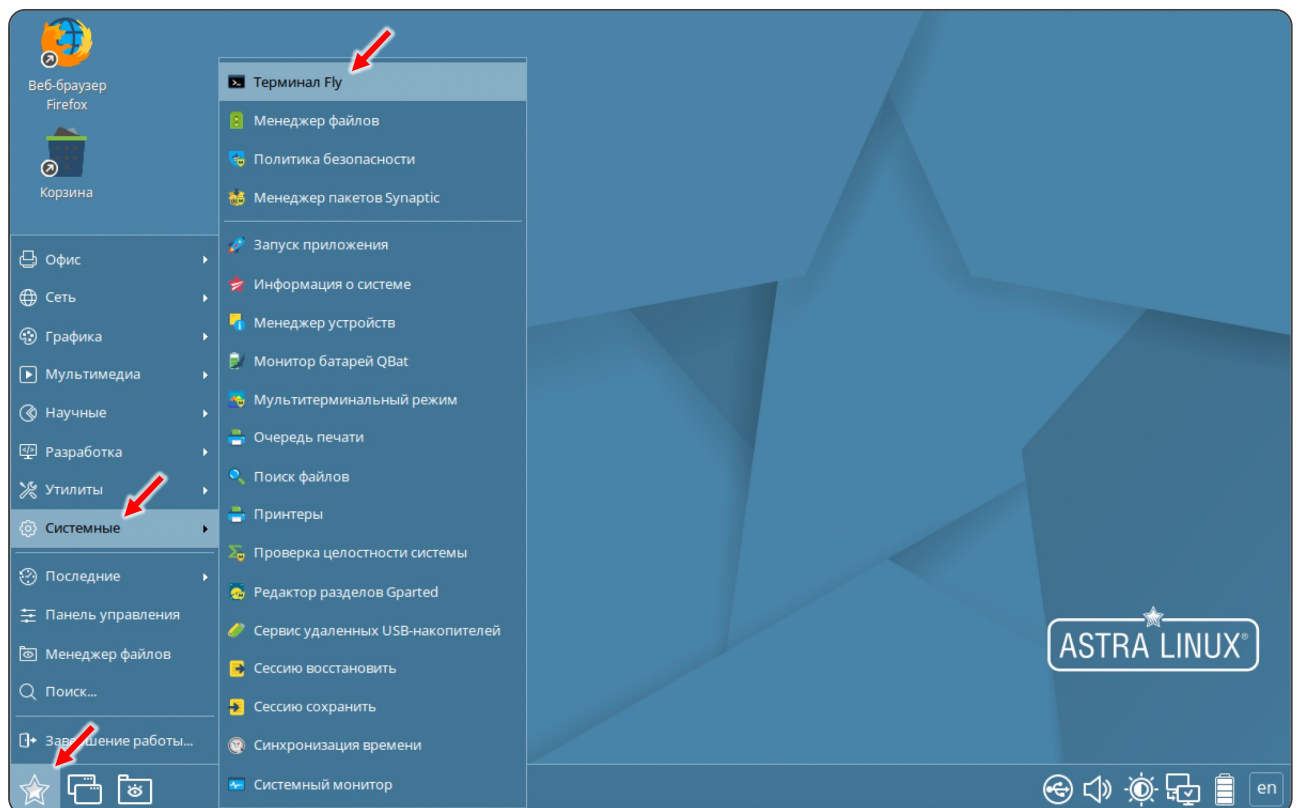 Веб-браузер
Firefox
Корзина
Офис
Сеть
Графика
Мультимедиа
Научные
Разработка
Утилиты
Системные
Последние
Панель управления
Менеджер файлов
Поиск...
Завершение работы...
Терминал Fly
Менеджер файлов
Политика безопасности
Менеджер пакетов Synaptic
Запуск приложения
Информация о системе
Менеджер устройств
Монитор батарей QBat
Мультитерминальный режим
Очередь печати
Поиск файлов
Принтеры
Проверка целостности системы
Редактор разделов Gparted
Сервис удаленных USB-накопителей
Сессию восстановить
Сессию сохранить
Синхронизация времени
Системный монитор
ASTRA LINUX®
en